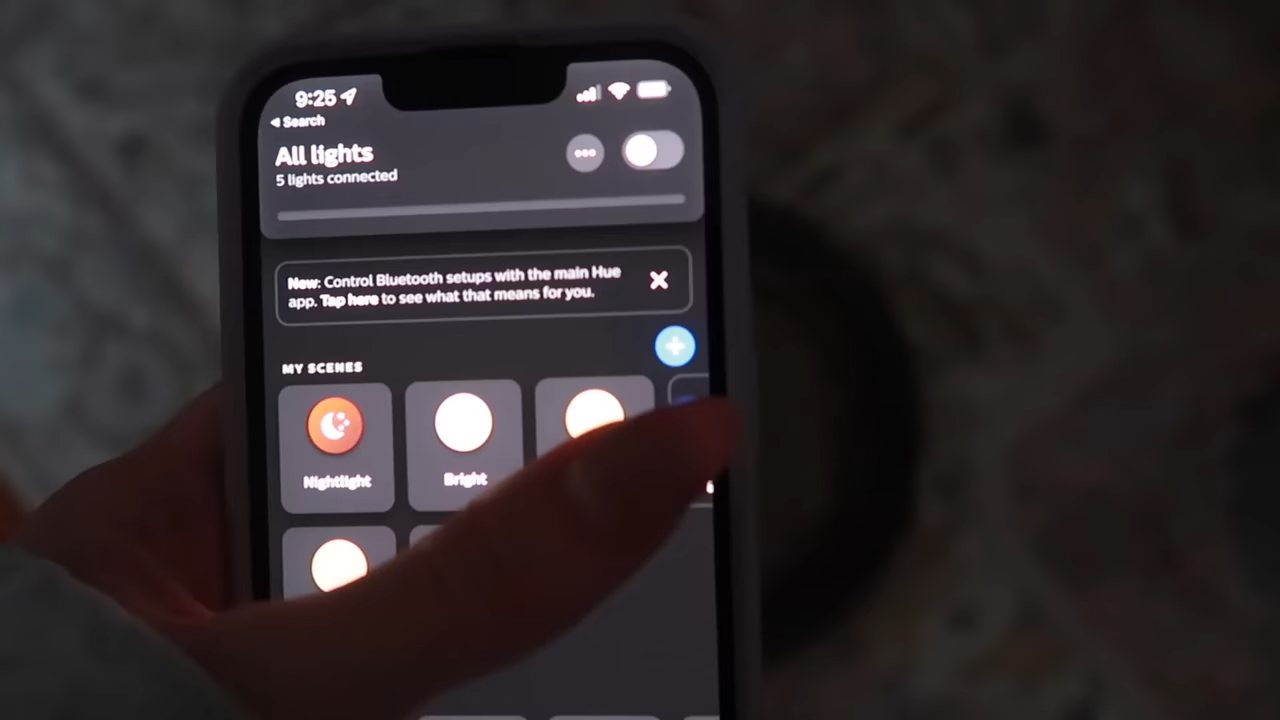 9:25
Search
All lights
5 lights connected
New: Control Bluetooth setups with the main Hue
app. Tap here to see what that means for you.
MY SCENES
Nightlight
Bright